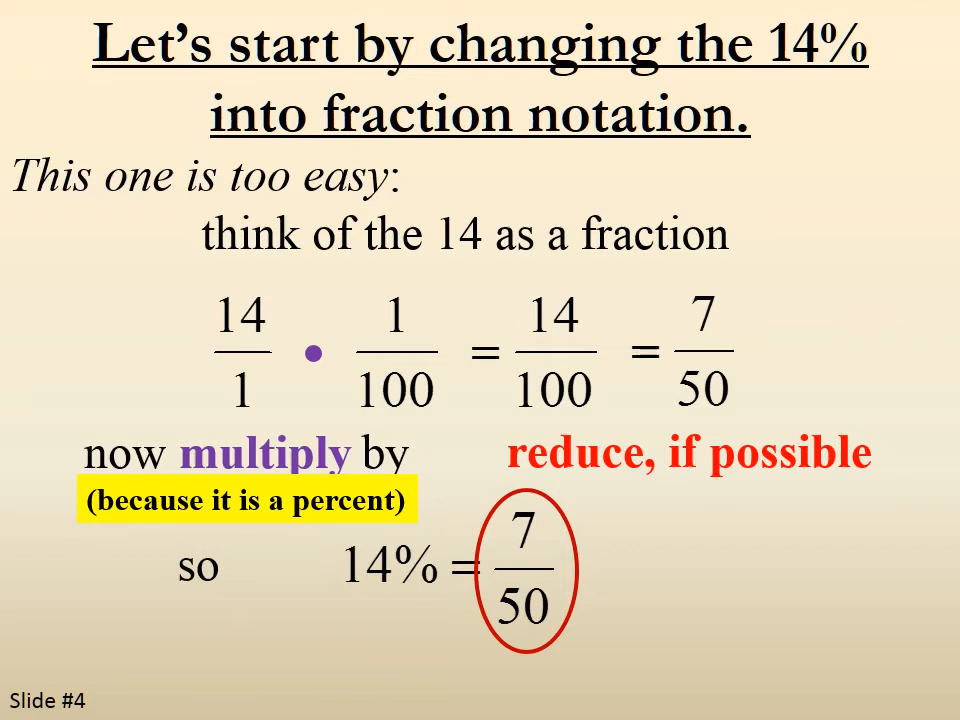 Let's start by changing the 14%
into fraction notation.
This one is too easy:
think of the 14 as a fraction
14/1 • 1/100 = 14/100 = 7/50
now multiply by
reduce, if possible
(because it is a percent)
so 14% = 7/50
Slide #4